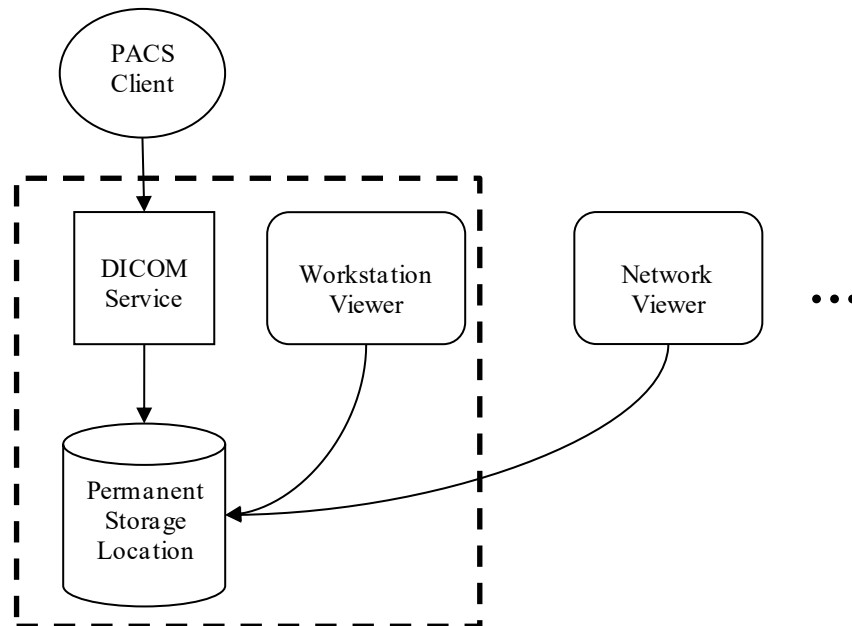 PACS
Client
DICOM
Service
Workstation
Viewer
Network
Viewer
...
Permanent
Storage
Location